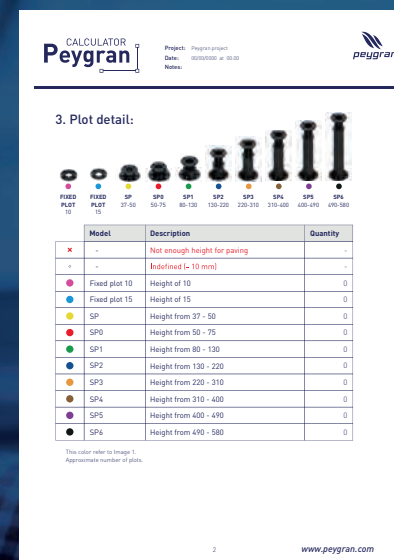 CALCULATOR
Peygran
Project: Peygran project
Date: 00/00/0000 at 00:00
Notes:
peygran
3. Plot detail:
FIXED PLOT 10
FIXED PLOT 15
SP 37-50
SP0 50-75
SP1 80-130
SP2 130-220
SP3 220-310
SP4 310-400
SP5 400-490
SP6 490-580
Model Description Quantity
× - Not enough height for paving -
- Indefined (- 10 mm) -
Fixed plot 10 Height of 10 0
Fixed plot 15 Height of 15 0
SP Height from 37 - 50 0
SP0 Height from 50 - 75 0
SP1 Height from 80 - 130 0
SP2 Height from 130 - 220 0
SP3 Height from 220 - 310 0
SP4 Height from 310 - 400 0
SP5 Height from 400 - 490 0
SP6 Height from 490 - 580 0
This color refer to Image 1.
Approximate number of plots.
2
www.peygran.com